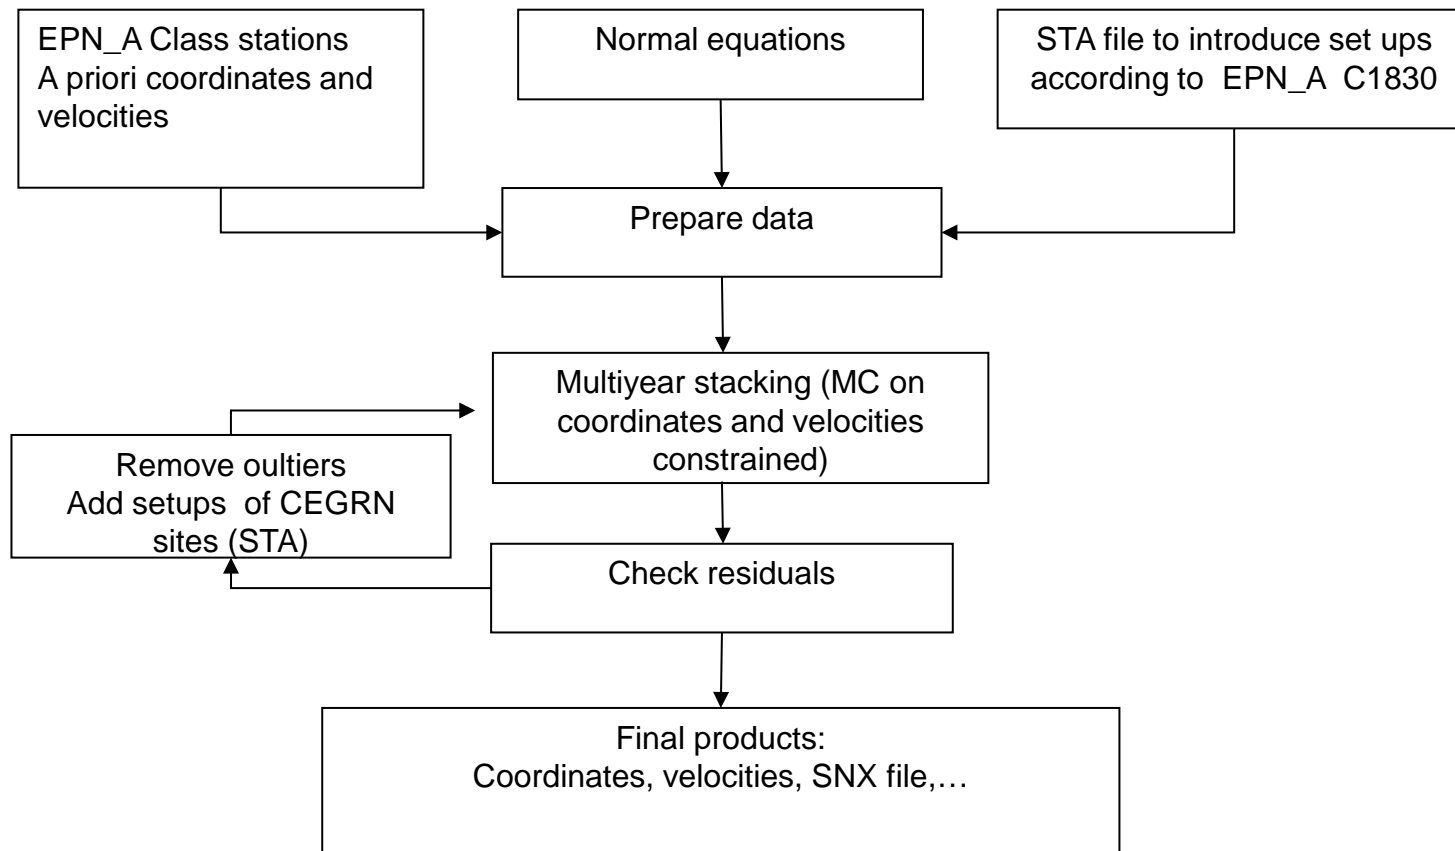 EPN_A Class stations
A priori coordinates and
velocities
Normal equations
STA file to introduce set ups
according to EPN_A C1830
Prepare data
Multiyear stacking (MC on
coordinates and velocities
constrained)
Remove oultiers
Add setups of CEGRN
sites (STA)
Check residuals
Final products:
Coordinates, velocities, SNX file,…